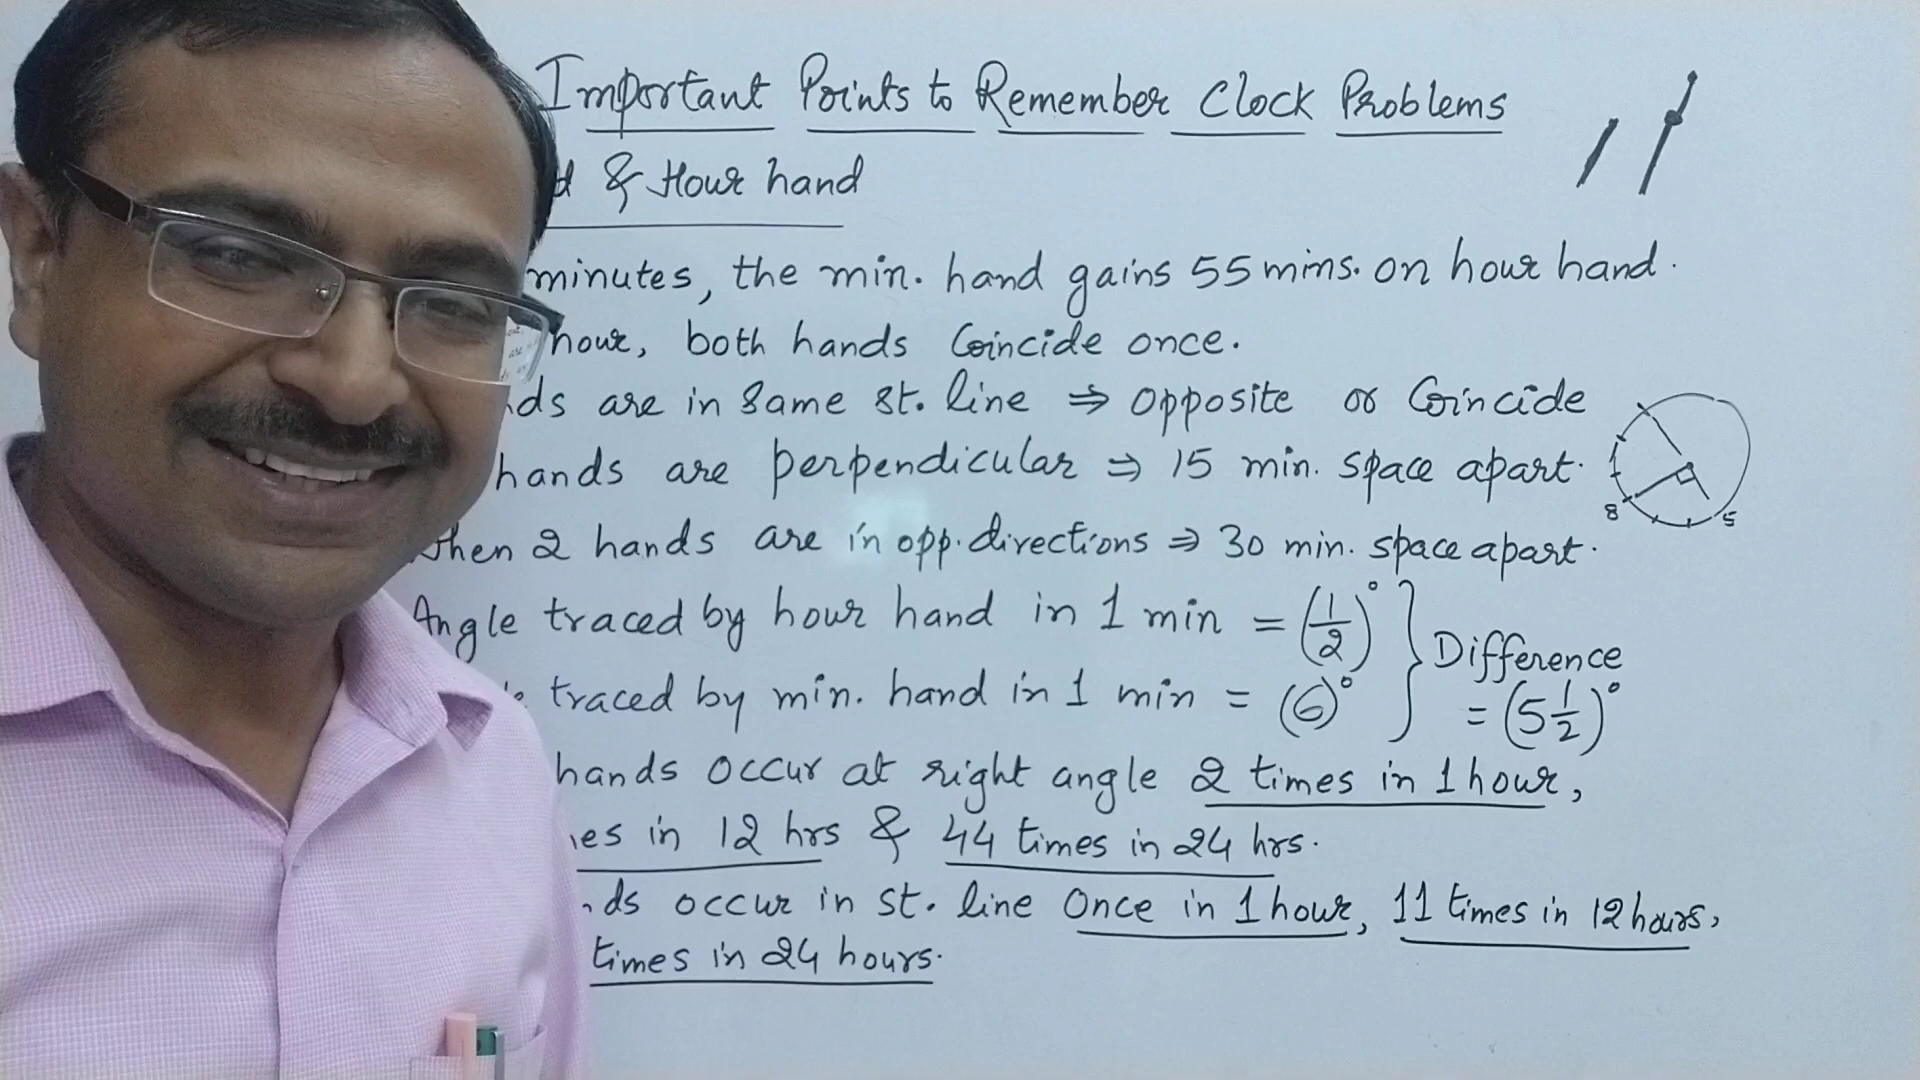 Important Points to Remember Clock Problems
& Hour hand
minutes, the min. hand gains 55 mins. on hour hand.
hour, both hands Coincide once.
are in Same st. line ⇒ opposite or Coincide
hands are perpendicular ⇒ 15 min. space apart.
8 5
When 2 hands are in opp. directions ⇒ 30 min. space apart.
Angle traced by hour hand in 1 min = (1/2)°
Difference
traced by min. hand in 1 min = (6)° = (5 1/2)°
hands occur at right angle 2 times in 1 hour,
in 12 hrs & 44 times in 24 hrs.
occur in st. line Once in 1 hour, 11 times in 12 hours,
times in 24 hours.